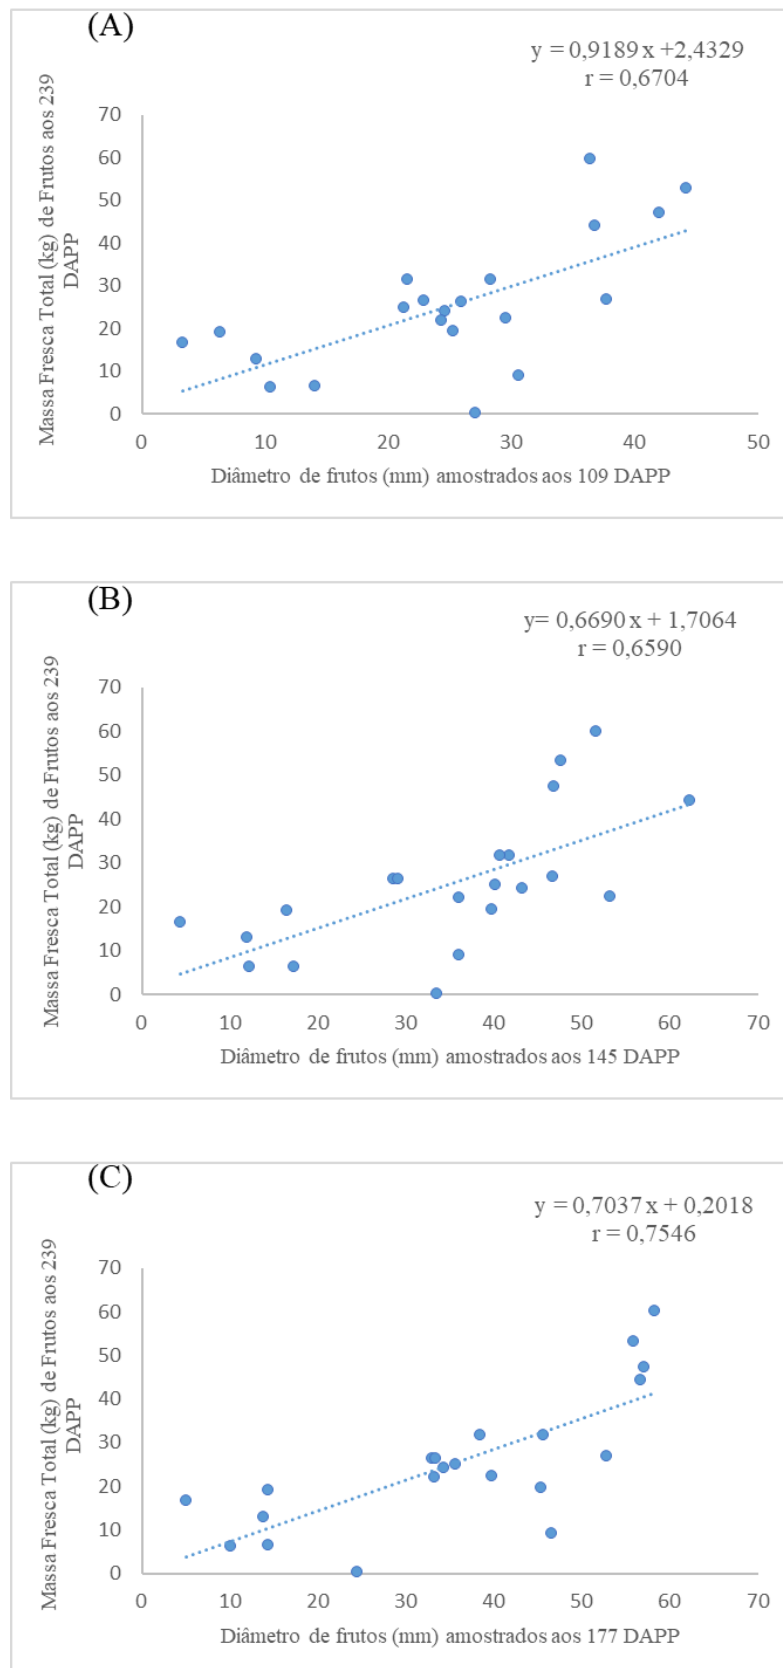 (A)
y = 0,9189 x +2,4329
r = 0,6704
Massa Fresca Total (kg) de Frutos aos 239
DAPP
70
60
50
40
30
20
10
0
0 10 20 30 40 50
Diâmetro de frutos (mm) amostrados aos 109 DAPP
(B)
y= 0,6690 x + 1,7064
r = 0,6590
Massa Fresca Total (kg) de Frutos aos 239
DAPP
70
60
50
40
30
20
10
0
0 10 20 30 40 50 60 70
Diâmetro de frutos (mm) amostrados aos 145 DAPP
(C)
y = 0,7037 x + 0,2018
r = 0,7546
Massa Fresca Total (kg) de Frutos aos 239
DAPP
70
60
50
40
30
20
10
0
0 10 20 30 40 50 60 70
Diâmetro de frutos (mm) amostrados aos 177 DAPP